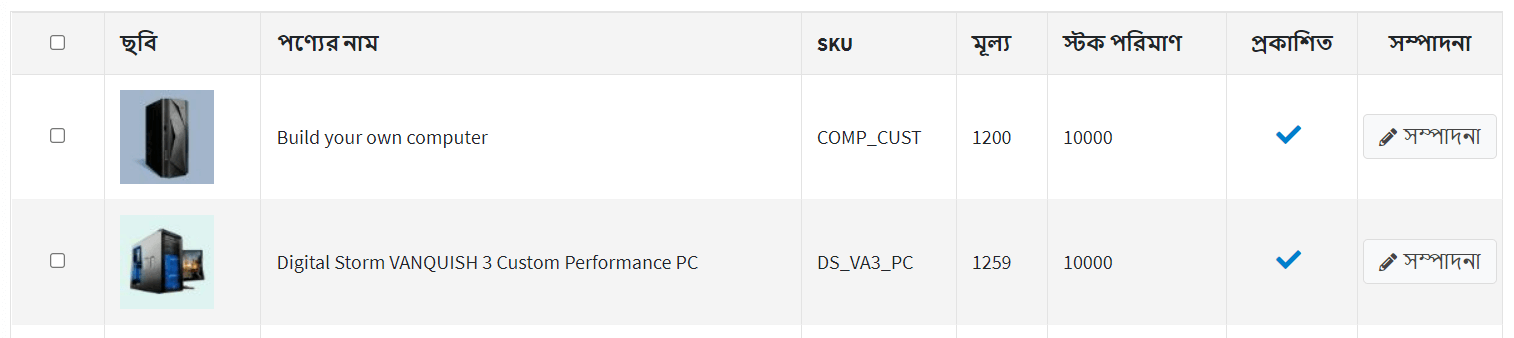 ছবি পণ্যের নাম SKU মূল্য স্টক পরিমাণ প্রকাশিত সম্পাদনা
Build your own computer COMP_CUST 1200 10000 সম্পাদনা
Digital Storm VANQUISH 3 Custom Performance PC DS_VA3_PC 1259 10000 সম্পাদনা